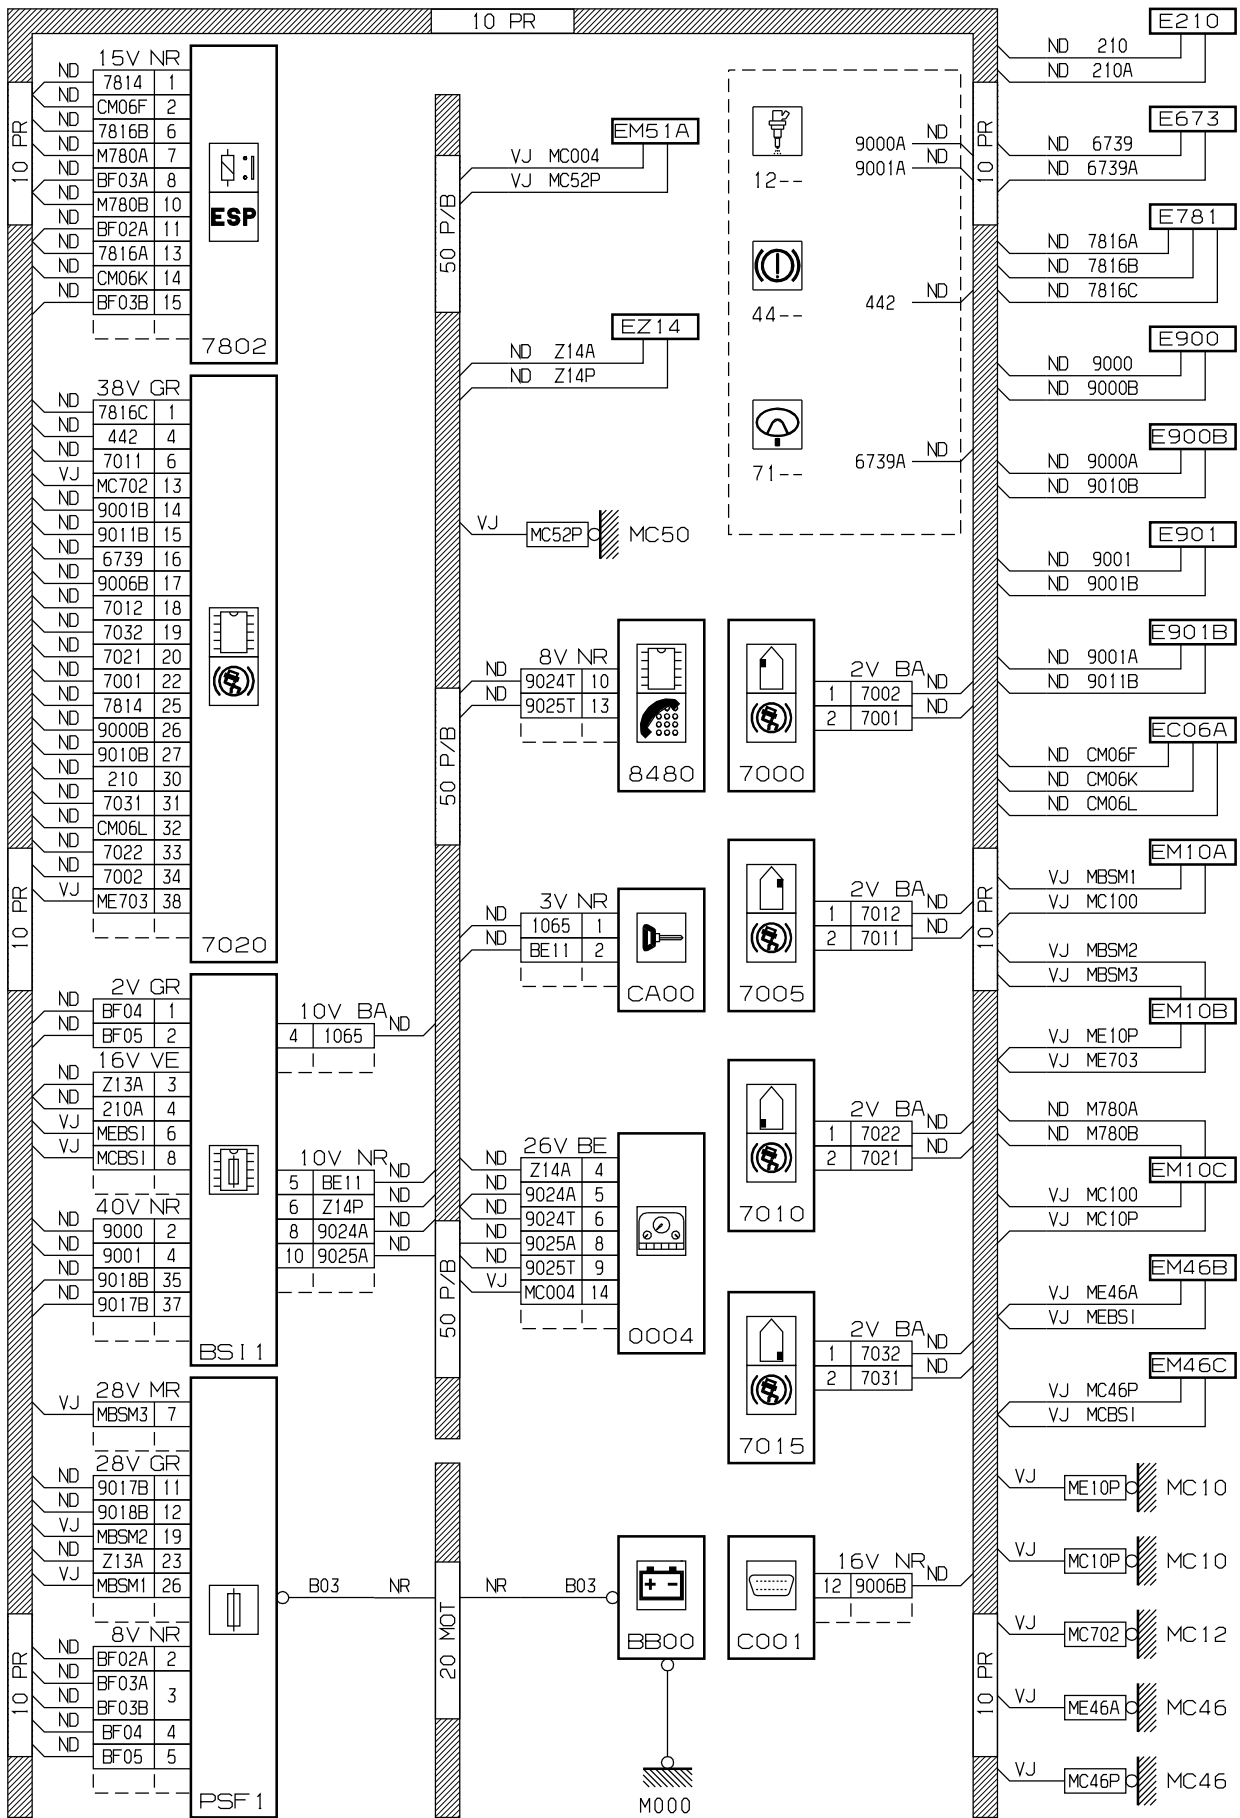 10 PR
10 PR
15V NR
ND 7814 1
ND CM06F 2
ND 7816B 6
ND M780A 7
ND BF03A 8
ND M780B 10
ND BF02A 11
ND 7816A 13
ND CM06K 14
ND BF03B 15
ESP
7802
38V GR
ND 7816C 1
ND 442 4
ND 7011 6
VJ MC702 13
ND 9001B 14
ND 9011B 15
ND 6739 16
ND 9006B 17
ND 7012 18
ND 7032 19
ND 7021 20
ND 7001 22
ND 7814 25
ND 9000B 26
ND 9010B 27
ND 210 30
ND 7031 31
ND CM06L 32
ND 7022 33
ND 7002 34
VJ ME703 38
7020
10 PR
2V GR
ND BF04 1
ND BF05 2
16V VE
ND Z13A 3
ND 210A 4
VJ MEBSI 6
VJ MCBSI 8
40V NR
ND 9000 2
ND 9001 4
ND 9018B 35
ND 9017B 37
BSI1
10V BA
4 1065 ND
10V NR
5 BE11 ND
6 Z14P ND
8 9024A ND
10 9025A ND
28V MR
VJ MBSM3 7
28V GR
ND 9017B 11
ND 9018B 12
VJ MBSM2 19
ND Z13A 23
VJ MBSM1 26
8V NR
ND BF02A 2
ND BF03A 3
ND BF03B
ND BF04 4
ND BF05 5
PSF1
10 PR
B03 NR
20 MOT
NR B03
BB00
M000
50 P/B
EM51A
VJ MC004
VJ MC52P
EZ14
ND Z14A
ND Z14P
VJ MC52P MC50
50 P/B
8V NR
ND 9024T 10
ND 9025T 13
8480
3V NR
ND 1065 1
ND BE11 2
CA00
50 P/B
26V BE
ND Z14A 4
ND 9024A 5
ND 9024T 6
ND 9025A 8
ND 9025T 9
VJ MC004 14
0004
12--
9000A ND
9001A ND
44--
442 ND
71--
6739A ND
7000
2V BA
1 7002 ND
2 7001 ND
7005
2V BA
1 7012 ND
2 7011 ND
7010
2V BA
1 7022 ND
2 7021 ND
7015
2V BA
1 7032 ND
2 7031 ND
C001
16V NR
12 9006B ND
10 PR
10 PR
10 PR
E210
ND 210
ND 210A
E673
ND 6739
ND 6739A
E781
ND 7816A
ND 7816B
ND 7816C
E900
ND 9000
ND 9000B
E900B
ND 9000A
ND 9010B
E901
ND 9001
ND 9001B
E901B
ND 9001A
ND 9011B
EC06A
ND CM06F
ND CM06K
ND CM06L
EM10A
VJ MBSM1
VJ MC100
VJ MBSM2
VJ MBSM3
EM10B
VJ ME10P
VJ ME703
ND M780A
ND M780B
EM10C
VJ MC100
VJ MC10P
EM46B
VJ ME46A
VJ MEBSI
EM46C
VJ MC46P
VJ MCBSI
VJ ME10P MC10
VJ MC10P MC10
VJ MC702 MC12
VJ ME46A MC46
VJ MC46P MC46